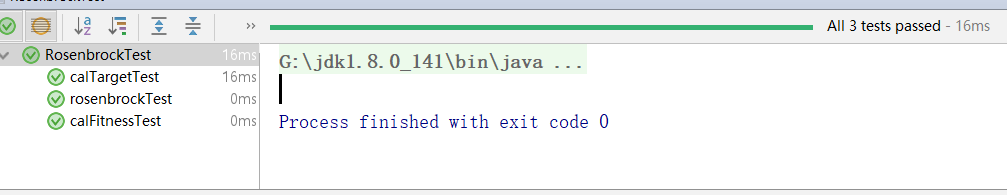 All 3 tests passed - 16ms
RosenbrockTest 16ms
calTargetTest 16ms
rosenbrockTest 0ms
calFitnessTest 0ms
G:\jdk1.8.0_141\bin\java ...
Process finished with exit code 0